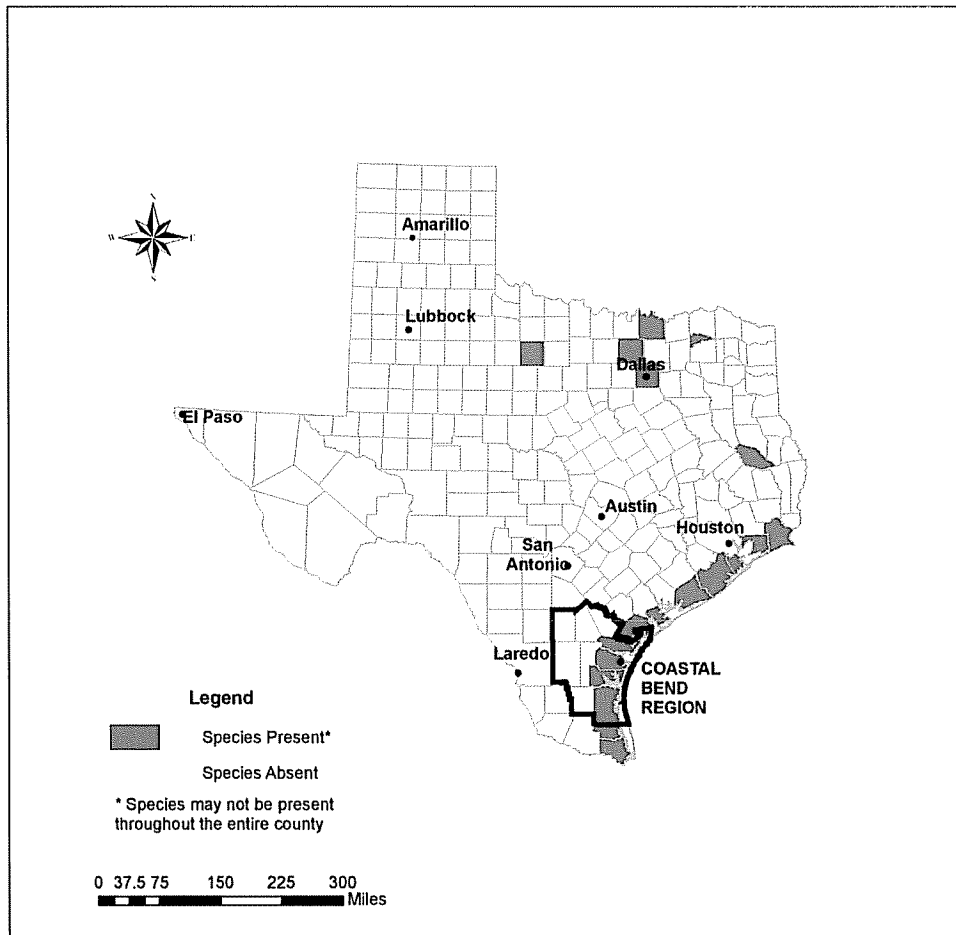 N
W E
S
Amarillo
Lubbock
Dallas
El Paso
Austin
Houston
San
Antonio
Laredo
COASTAL
BEND
REGION
Legend
Species Present*
Species Absent
* Species may not be present
throughout the entire county
0 37.5 75 150 225 300
Miles